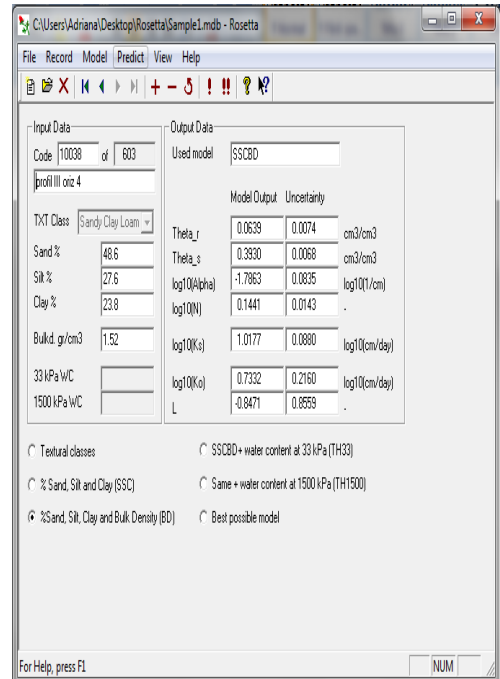 C:\Users\Adriana\Desktop\Rosetta\Sample1.mdb - Rosetta
File Record Model Predict View Help
Input Data
Code 10038 of 603
profil III oriz 4
TXT Class Sandy Clay Loam
Sand % 48.6
Silt % 27.6
Clay % 23.8
Bulkd. gr/cm3 1.52
33 kPa WC
1500 kPa WC
Output Data
Used model SSCBD
Model Output Uncertainty
Theta_r 0.0639 0.0074 cm3/cm3
Theta_s 0.3930 0.0068 cm3/cm3
log10(Alpha) -1.7863 0.0835 log10(1/cm)
log10(N) 0.1441 0.0143 -
log10(Ks) 1.0177 0.0880 log10(cm/day)
log10(Ko) 0.7332 0.2160 log10(cm/day)
L -0.8471 0.8559 -
Textural classes
% Sand, Silt and Clay (SSC)
%Sand, Silt, Clay and Bulk Density (BD)
SSCBD+ water content at 33 kPa (TH33)
Same + water content at 1500 kPa (TH1500)
Best possible model
For Help, press F1
NUM